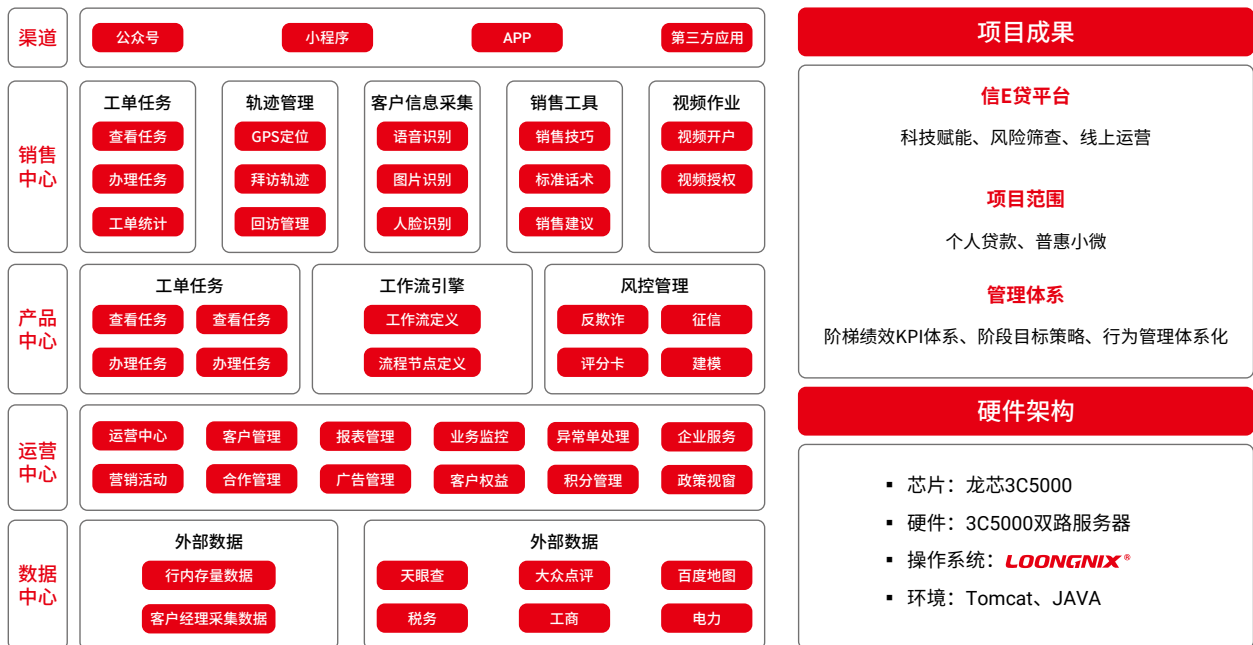 渠道
公众号
小程序
APP
第三方应用
销售
中心
工单任务
查看任务
办理任务
工单统计
轨迹管理
GPS定位
拜访轨迹
回访管理
客户信息采集
语音识别
图片识别
人脸识别
销售工具
销售技巧
标准话术
销售建议
视频作业
视频开户
视频授权
产品
中心
工单任务
查看任务
查看任务
办理任务
办理任务
工作流引擎
工作流定义
流程节点定义
风控管理
反欺诈
征信
评分卡
建模
运营
中心
运营中心
客户管理
报表管理
业务监控
异常单处理
企业服务
营销活动
合作管理
广告管理
客户权益
积分管理
政策视窗
数据
中心
外部数据
行内存量数据
客户经理采集数据
外部数据
天眼查
大众点评
百度地图
税务
工商
电力
项目成果
信E贷平台
科技赋能、风险筛查、线上运营
项目范围
个人贷款、普惠小微
管理体系
阶梯绩效KPI体系、阶段目标策略、行为管理体系化
硬件架构
▪ 芯片：龙芯3C5000
▪ 硬件：3C5000双路服务器
▪ 操作系统：LOONGNIX®
▪ 环境：Tomcat、JAVA